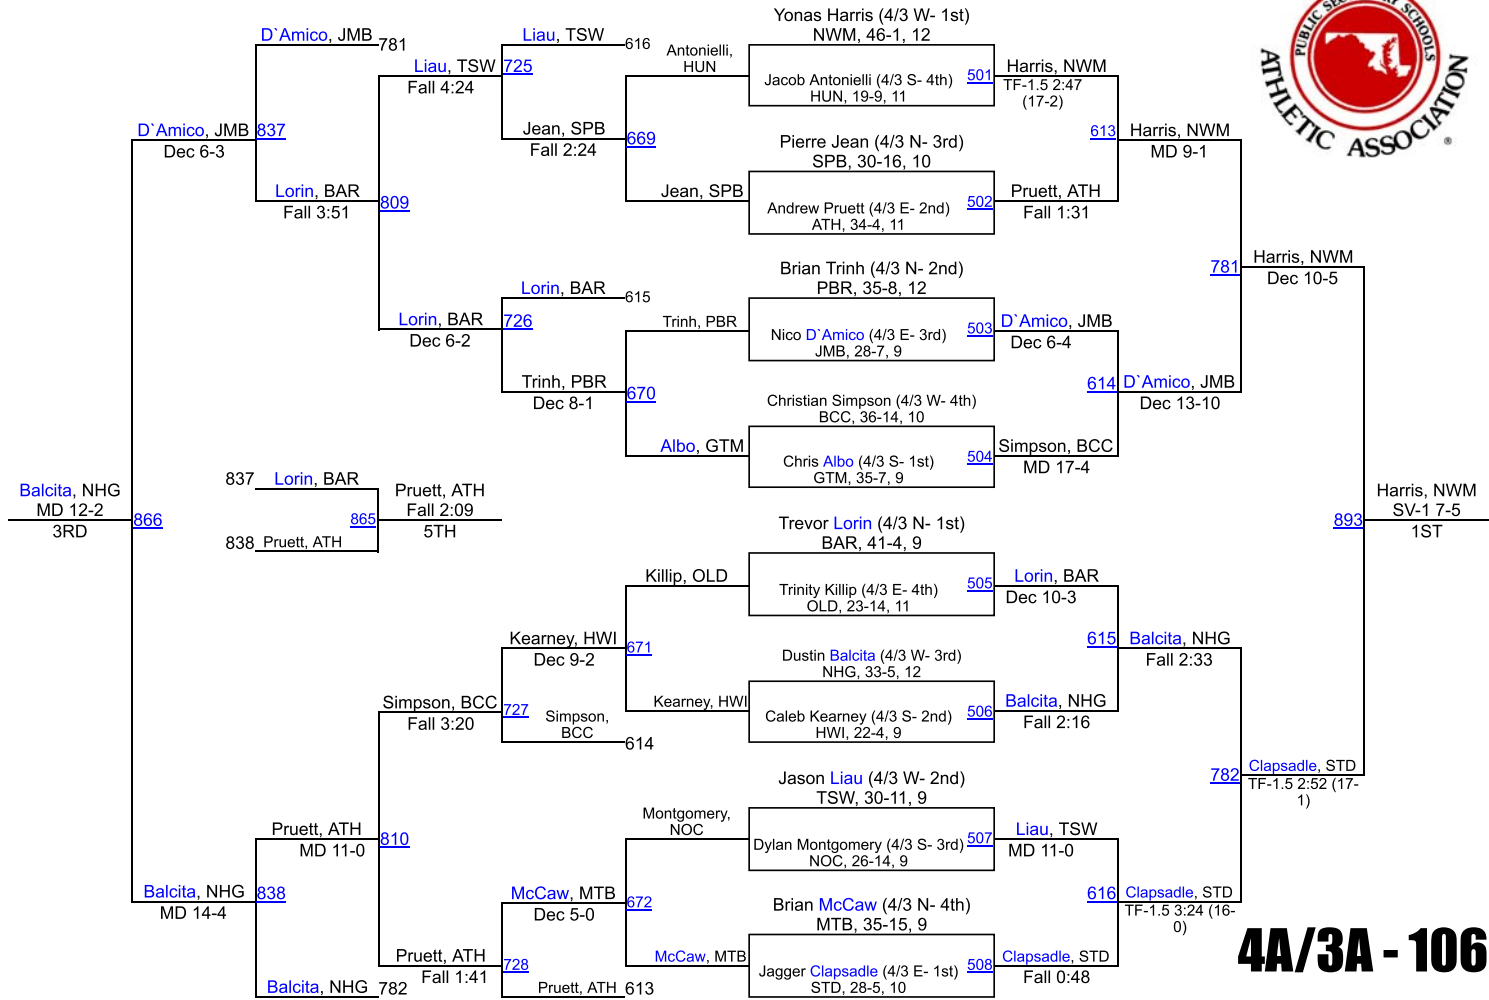 PUBLIC SECONDARY SCHOOLS
ATHLETIC ASSOCIATION
®
D`Amico, JMB
781
Liau, TSW
Fall 4:24
725
Liau, TSW
616
Jean, SPB
Fall 2:24
D`Amico, JMB
Dec 6-3
837
Lorin, BAR
Fall 3:51
809
Lorin, BAR
Dec 6-2
726
Lorin, BAR
615
Trinh, PBR
Dec 8-1
Antonielli,
HUN
669
Jean, SPB
Trinh, PBR
670
Albo, GTM
Yonas Harris (4/3 W- 1st)
NWM, 46-1, 12
Jacob Antonielli (4/3 S- 4th)
HUN, 19-9, 11
501
Harris, NWM
TF-1.5 2:47
(17-2)
Pierre Jean (4/3 N- 3rd)
SPB, 30-16, 10
Andrew Pruett (4/3 E- 2nd)
ATH, 34-4, 11
502
Pruett, ATH
Fall 1:31
613
Harris, NWM
MD 9-1
Brian Trinh (4/3 N- 2nd)
PBR, 35-8, 12
Nico D`Amico (4/3 E- 3rd)
JMB, 28-7, 9
503
D`Amico, JMB
Dec 6-4
Christian Simpson (4/3 W- 4th)
BCC, 36-14, 10
Chris Albo (4/3 S- 1st)
GTM, 35-7, 9
504
Simpson, BCC
MD 17-4
614
D`Amico, JMB
Dec 13-10
781
Harris, NWM
Dec 10-5
Balcita, NHG
MD 12-2
3RD
866
837
Lorin, BAR
838
Pruett, ATH
865
Pruett, ATH
Fall 2:09
5TH
893
Harris, NWM
SV-1 7-5
1ST
Killip, OLD
671
Kearney, HWI
Kearney, HWI
Dec 9-2
Simpson, BCC
Fall 3:20
727
Simpson,
BCC
614
Trevor Lorin (4/3 N- 1st)
BAR, 41-4, 9
Trinity Killip (4/3 E- 4th)
OLD, 23-14, 11
505
Lorin, BAR
Dec 10-3
Dustin Balcita (4/3 W- 3rd)
NHG, 33-5, 12
Caleb Kearney (4/3 S- 2nd)
HWI, 22-4, 9
506
Balcita, NHG
Fall 2:16
615
Balcita, NHG
Fall 2:33
Pruett, ATH
MD 11-0
810
Balcita, NHG
MD 14-4
838
Balcita, NHG
782
Pruett, ATH
Fall 1:41
728
McCaw, MTB
Dec 5-0
Pruett, ATH
613
Montgomery,
NOC
672
McCaw, MTB
Jason Liau (4/3 W- 2nd)
TSW, 30-11, 9
Dylan Montgomery (4/3 S- 3rd)
NOC, 26-14, 9
507
Liau, TSW
MD 11-0
Brian McCaw (4/3 N- 4th)
MTB, 35-15, 9
Jagger Clapsadle (4/3 E- 1st)
STD, 28-5, 10
508
Clapsadle, STD
Fall 0:48
616
Clapsadle, STD
TF-1.5 3:24 (16-
0)
782
Clapsadle, STD
TF-1.5 2:52 (17-
1)
4A/3A - 106